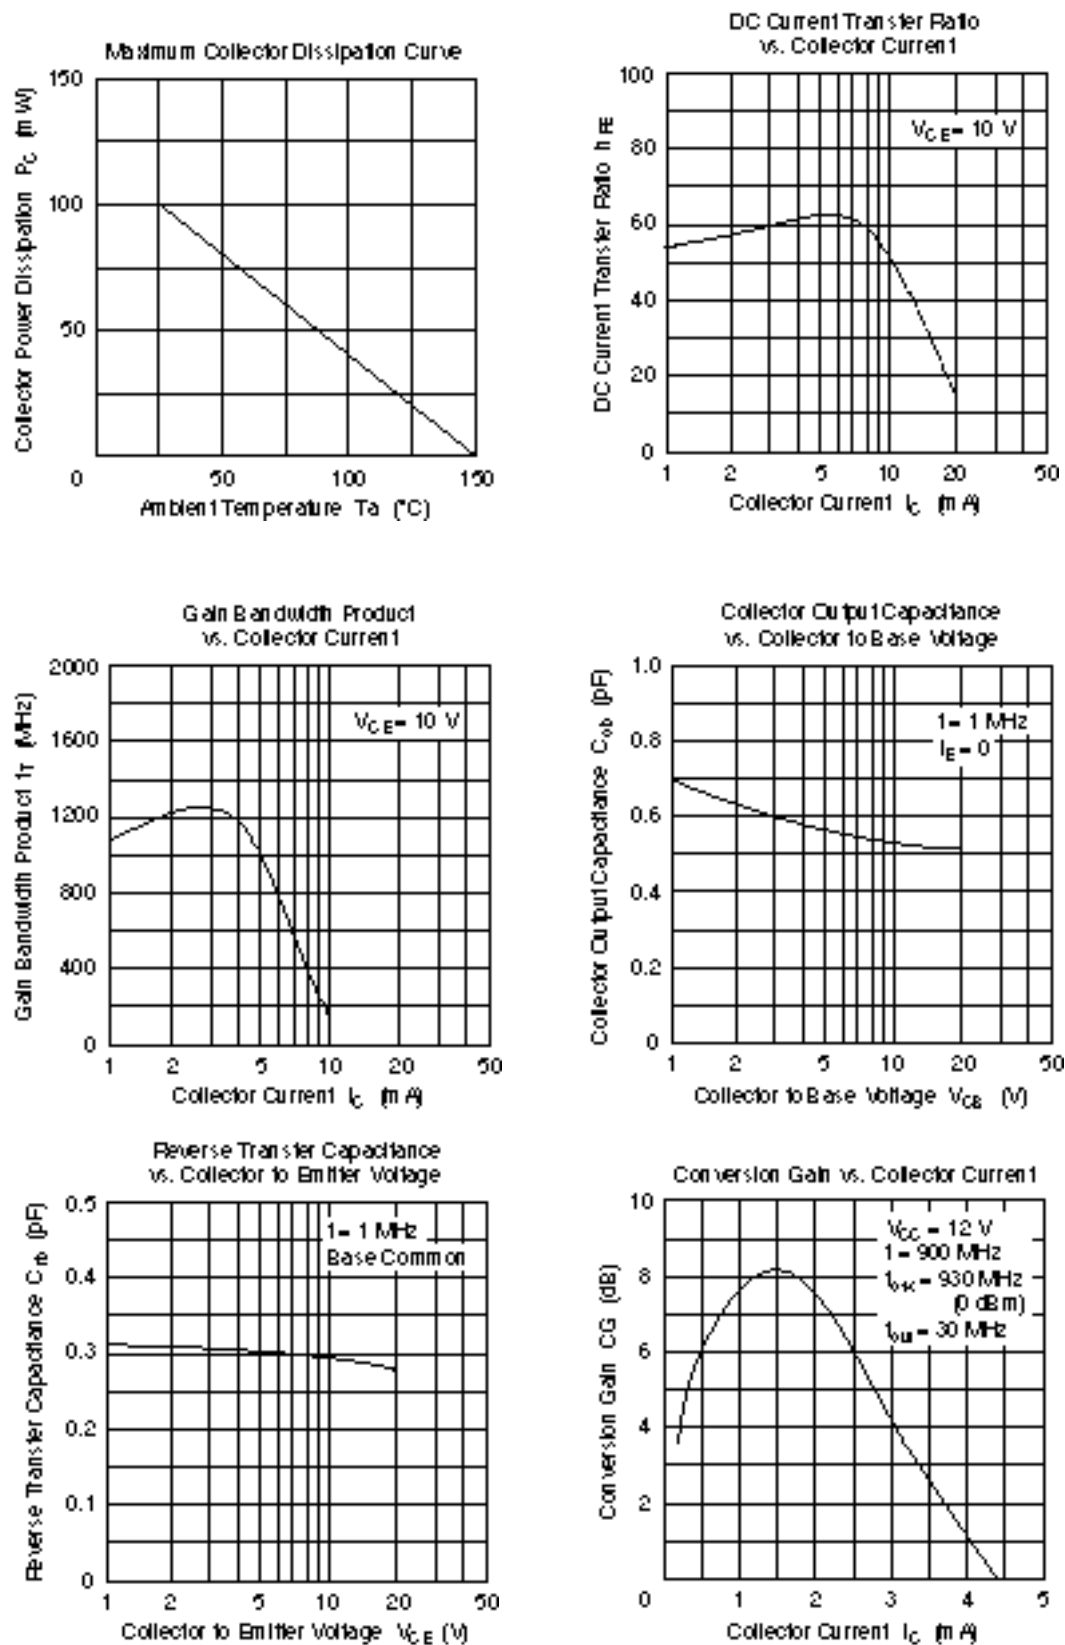 Maximum Collector Dissipation Curve
Collector Power Dissipation PC (mW)
150
100
50
0
50
100
150
Ambient Temperature Ta (°C)
DC Current Transfer Ratio
vs. Collector Current
DC Current Transfer Ratio hFE
100
80
60
40
20
0
VCE = 10 V
1
2
5
10
20
50
Collector Current IC (mA)
Gain Bandwidth Product
vs. Collector Current
Gain Bandwidth Product fT (MHz)
2000
1600
1200
800
400
0
VCE = 10 V
1
2
5
10
20
50
Collector Current IC (mA)
Collector Output Capacitance
vs. Collector to Base Voltage
Collector Output Capacitance Cob (pF)
1.0
0.8
0.6
0.4
0.2
0
f = 1 MHz
IE = 0
1
2
5
10
20
50
Collector to Base Voltage VCB (V)
Reverse Transfer Capacitance
vs. Collector to Emitter Voltage
Reverse Transfer Capacitance Crb (pF)
0.5
0.4
0.3
0.2
0.1
0
f = 1 MHz
Base Common
1
2
5
10
20
50
Collector to Emitter Voltage VCE (V)
Conversion Gain vs. Collector Current
Conversion Gain CG (dB)
10
8
6
4
2
0
VCC = 12 V
f = 900 MHz
fosc = 930 MHz
(0 dBm)
fout = 30 MHz
1
2
3
4
5
Collector Current IC (mA)